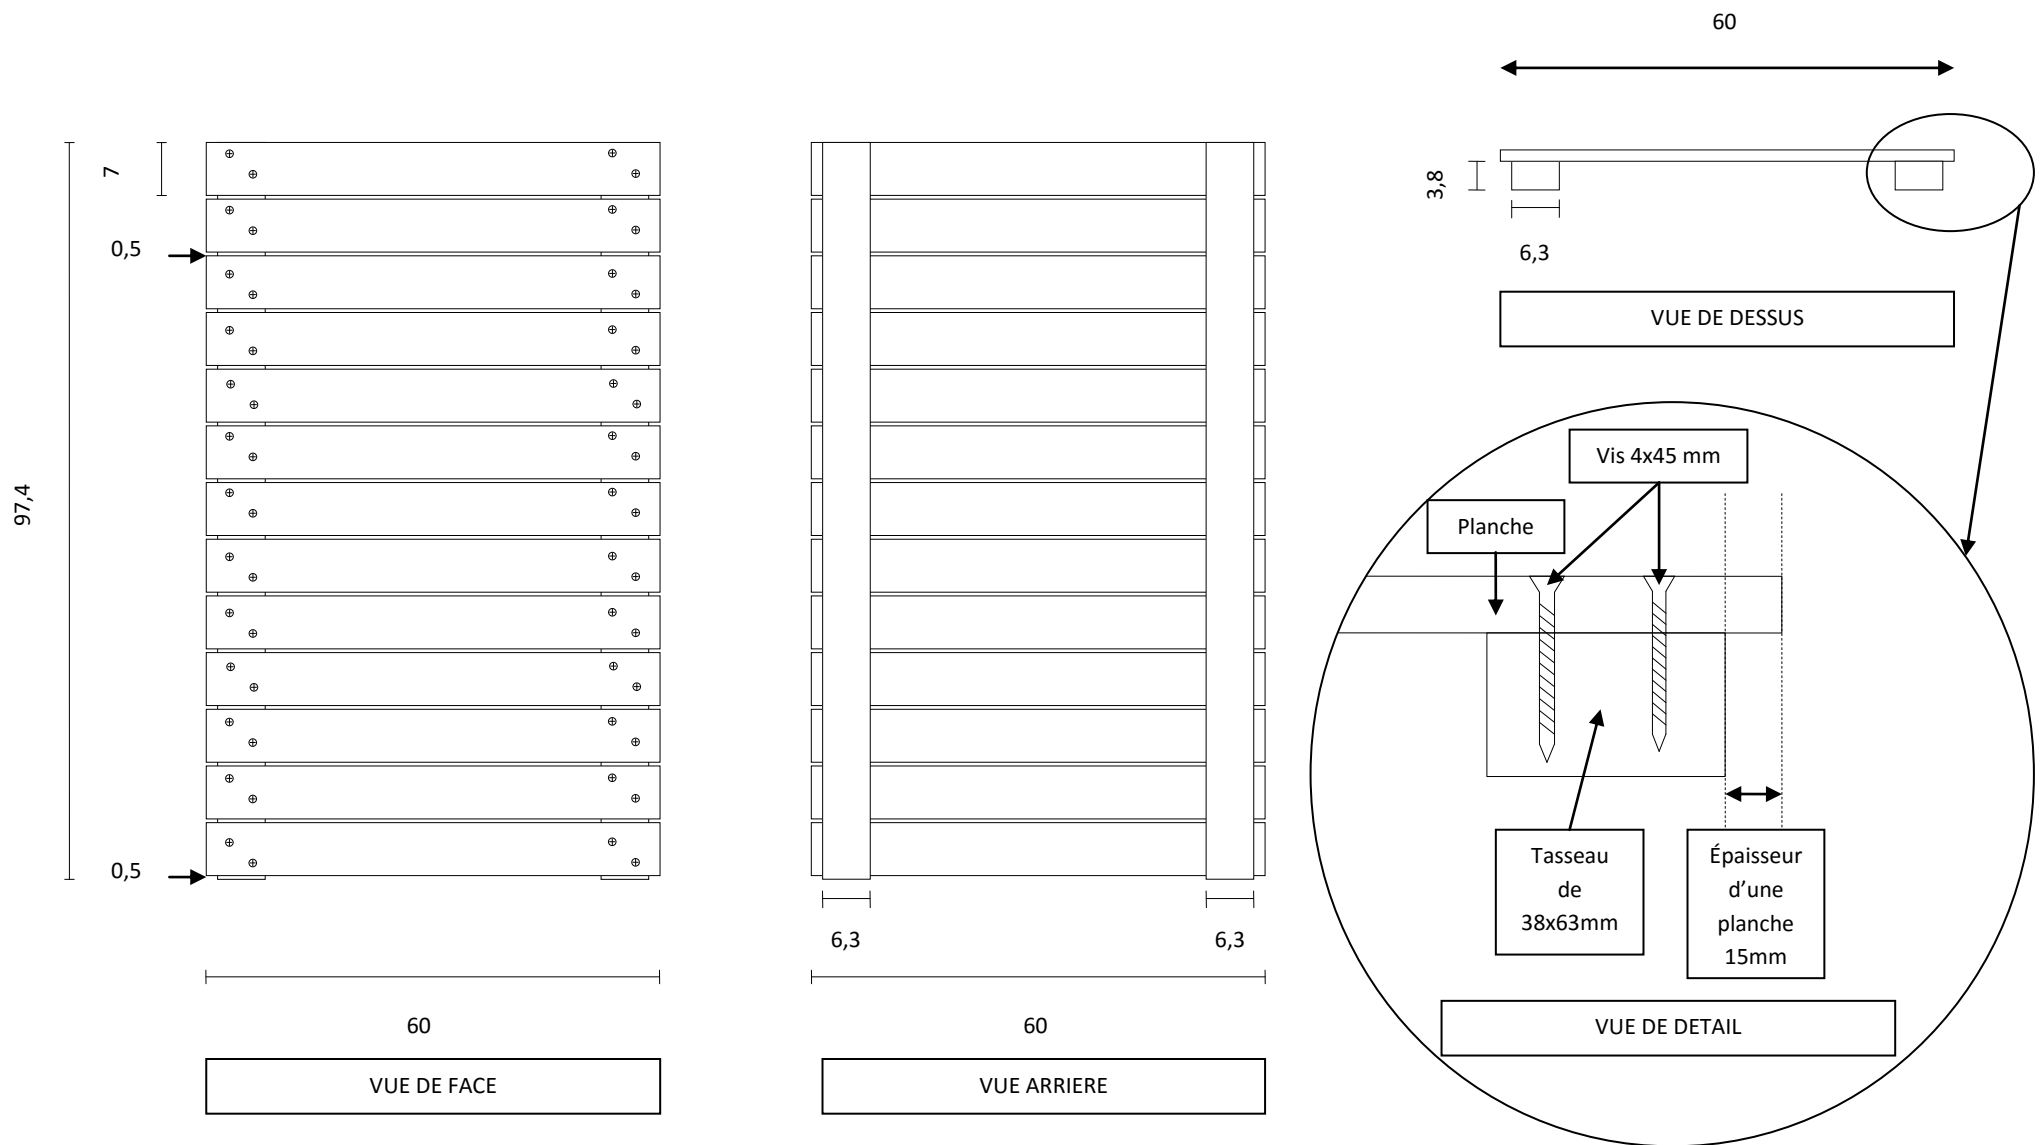 60
7
0,5
97,4
0,5
60
VUE DE FACE
6,3
6,3
60
VUE ARRIERE
3,8
6,3
VUE DE DESSUS
Vis 4x45 mm
Planche
Tasseau
de
38x63mm
Épaisseur
d’une
planche
15mm
VUE DE DETAIL